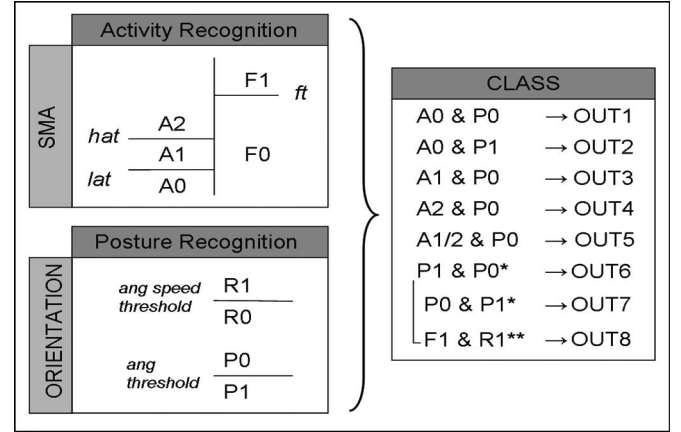 Activity Recognition
SMA
F1
ft
A2
hat
A1
F0
lat
A0
Posture Recognition
ORIENTATION
ang speed
threshold
R1
R0
ang
threshold
P0
P1
CLASS
A0 & P0 → OUT1
A0 & P1 → OUT2
A1 & P0 → OUT3
A2 & P0 → OUT4
A1/2 & P0 → OUT5
P1 & P0* → OUT6
P0 & P1* → OUT7
F1 & R1** → OUT8